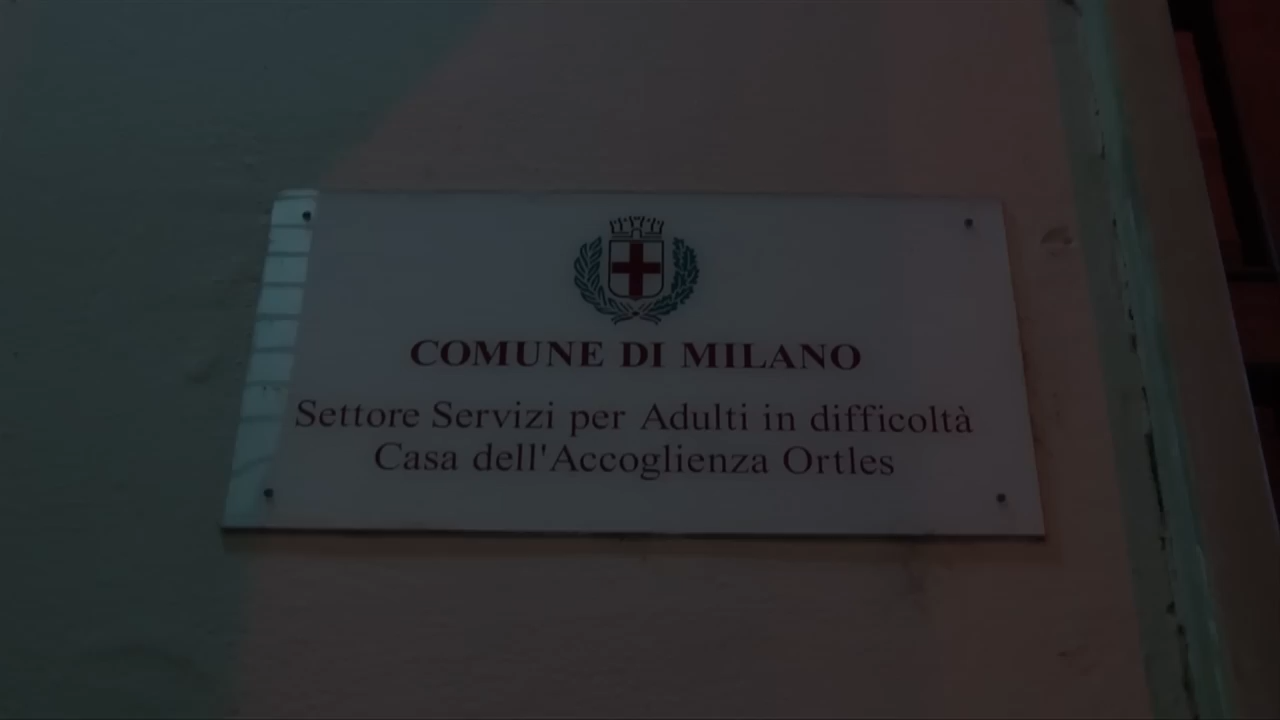 COMUNE DI MILANO
Settore Servizi per Adulti in difficoltà
Casa dell'Accoglienza Ortles